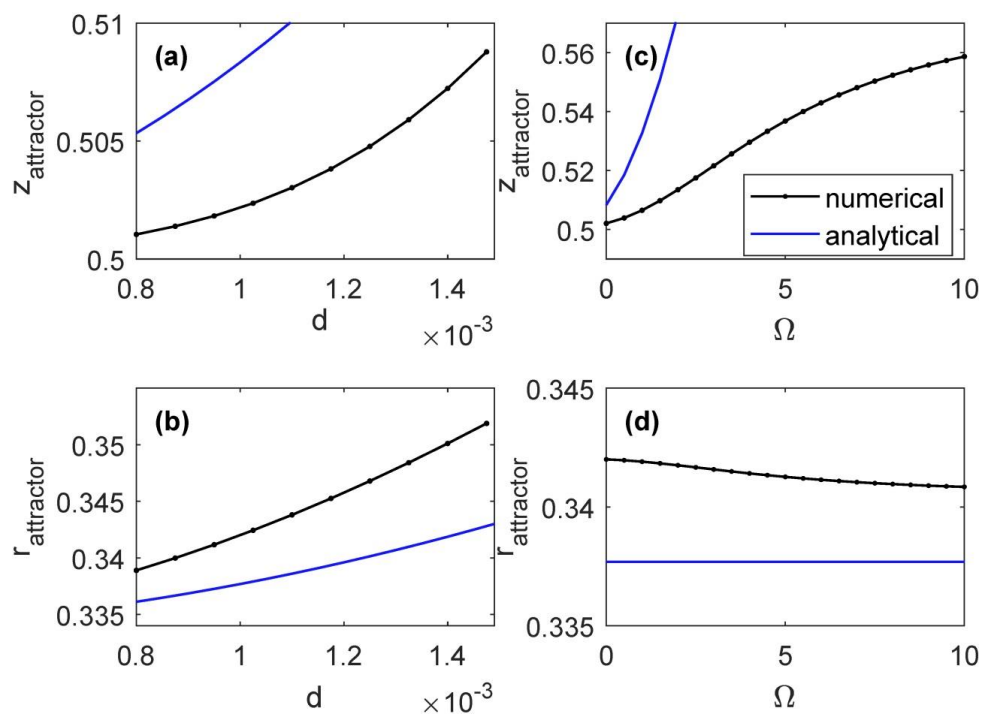 0.51
(a)
0.505
0.5
z_attractor
0.8 1 1.2 1.4
d
×10^-3
(c)
0.56
0.54
0.52
0.5
z_attractor
numerical
analytical
0 5 10
Ω
(b)
0.35
0.345
0.34
0.335
r_attractor
0.8 1 1.2 1.4
d
×10^-3
0.345
(d)
0.34
0.335
r_attractor
0 5 10
Ω